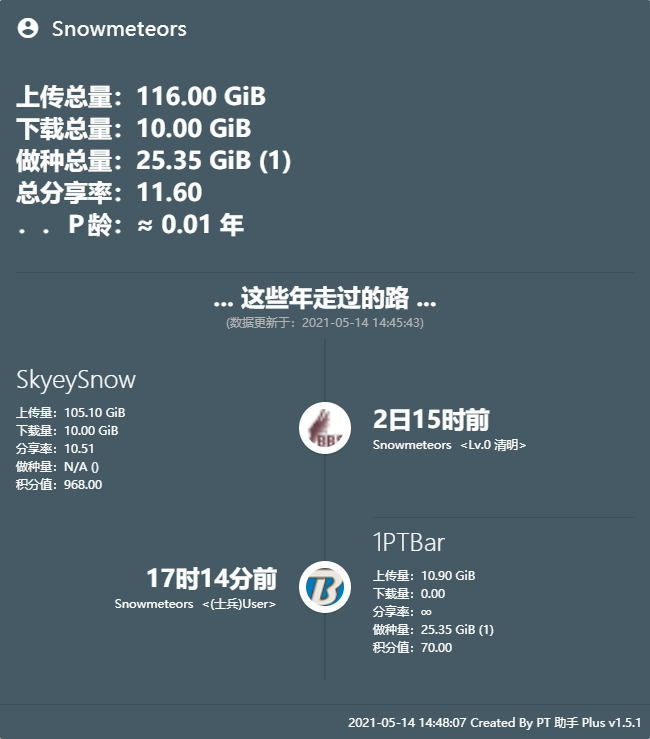 Snowmeteors
上传总量：116.00 GiB
下载总量：10.00 GiB
做种总量：25.35 GiB (1)
总分享率：11.60
．．P龄：≈ 0.01 年
... 这些年走过的路 ...
(数据更新于：2021-05-14 14:45:43)
SkyeySnow
上传量：105.10 GiB
下载量：10.00 GiB
分享率：10.51
做种量：N/A ()
积分值：968.00
BB
2日15时前
Snowmeteors <Lv.0 清明>
17时14分前
Snowmeteors <(士兵)User>
B
1PTBar
上传量：10.90 GiB
下载量：0.00
分享率：∞
做种量：25.35 GiB (1)
积分值：70.00
2021-05-14 14:48:07 Created By PT 助手 Plus v1.5.1